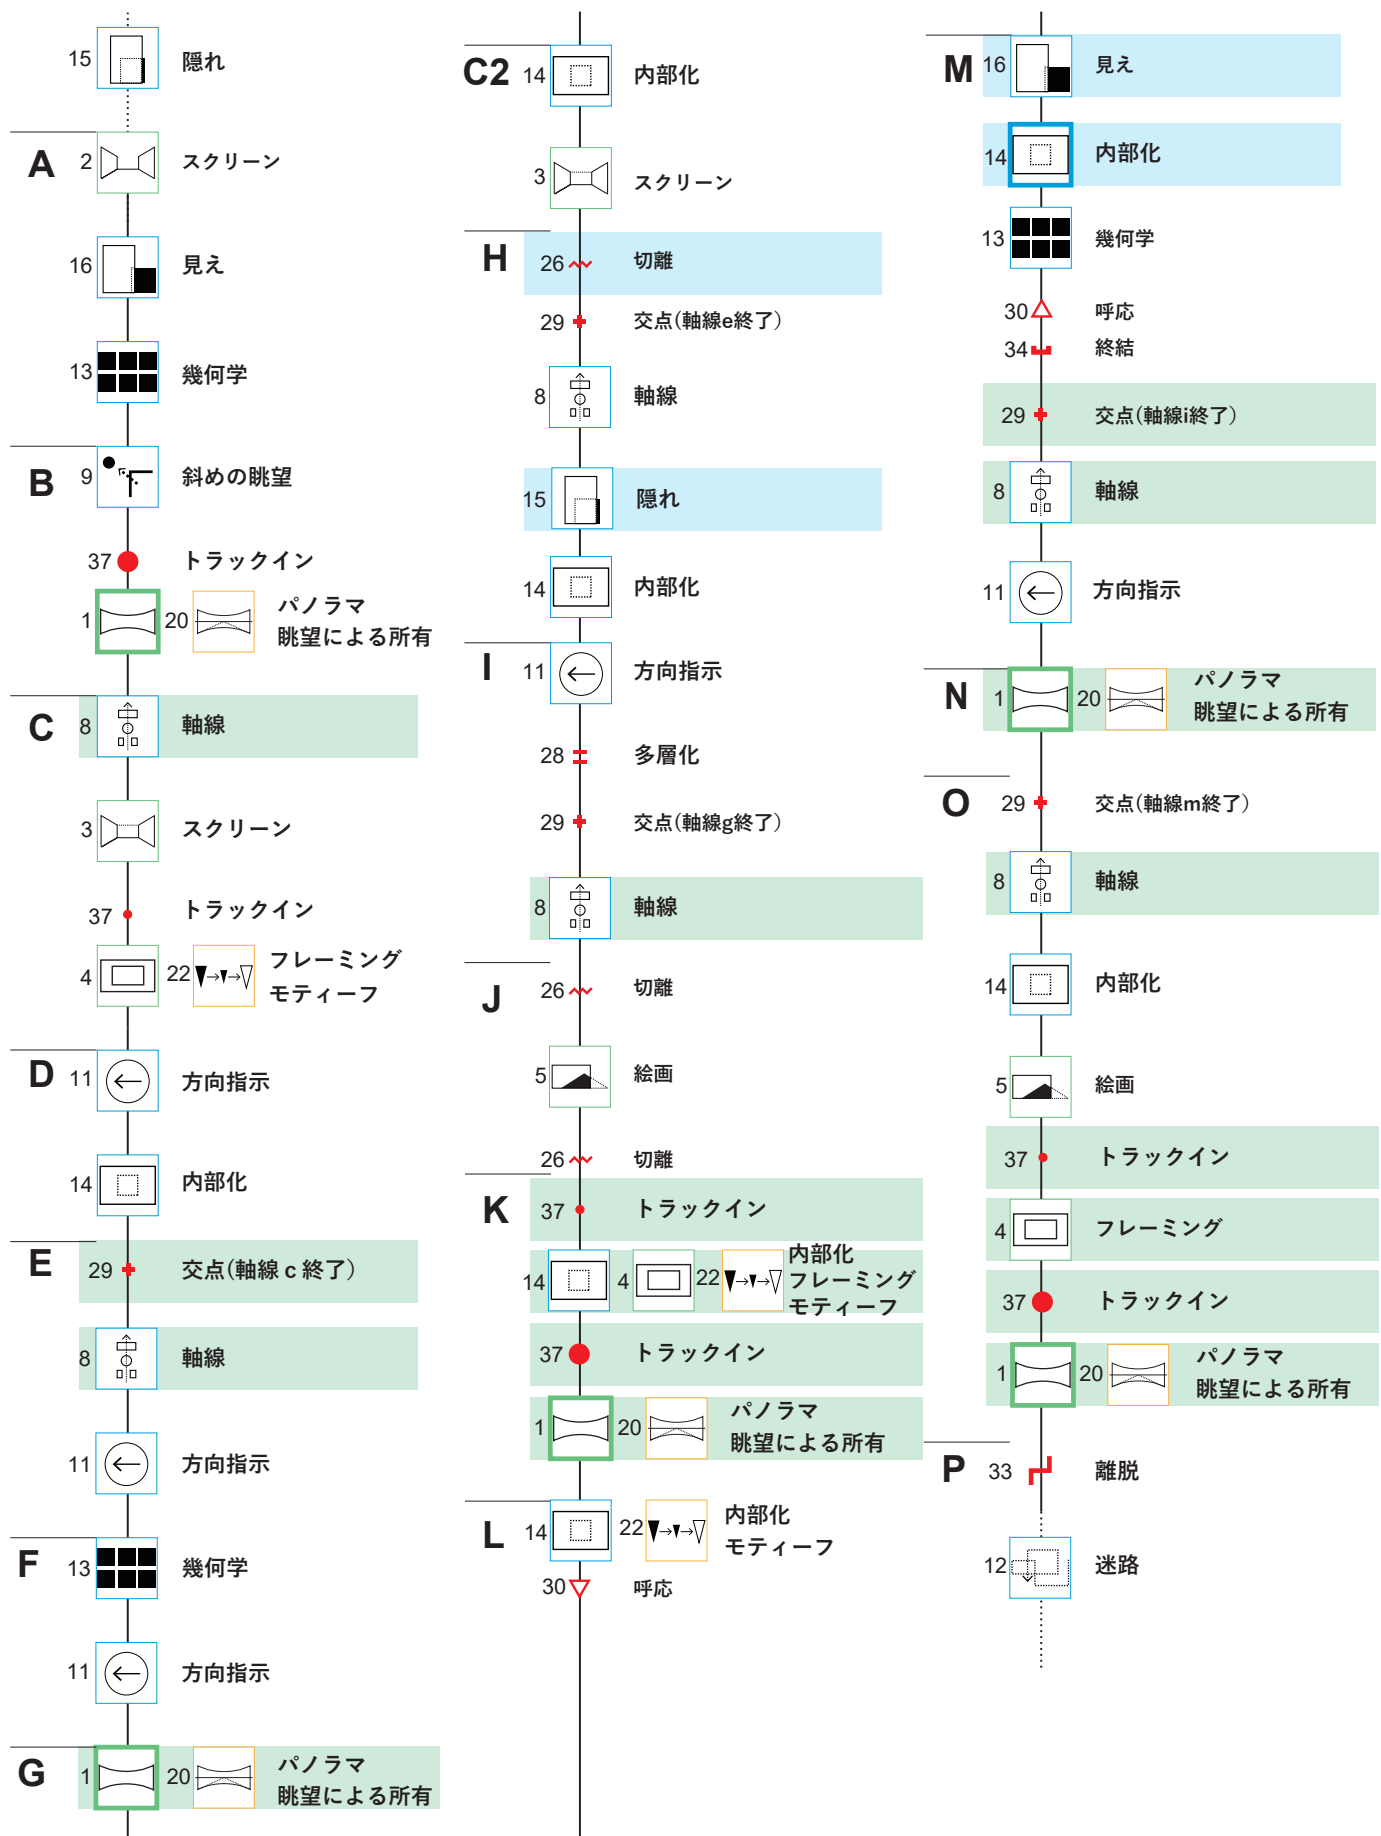 15 隠れ
A 2 スクリーン
16 見え
13 幾何学
B 9 斜めの眺望
37 トラックイン
1 20 パノラマ
眺望による所有
C 8 軸線
3 スクリーン
37 トラックイン
4 22 フレーミング
モティーフ
D 11 方向指示
14 内部化
E 29 交点(軸線 c 終了)
8 軸線
11 方向指示
F 13 幾何学
11 方向指示
G 1 20 パノラマ
眺望による所有
C2 14 内部化
3 スクリーン
H 26 切離
29 交点(軸線e終了)
8 軸線
15 隠れ
14 内部化
I 11 方向指示
28 多層化
29 交点(軸線g終了)
8 軸線
J 26 切離
5 絵画
26 切離
K 37 トラックイン
14 4 22 内部化
フレーミング
モティーフ
37 トラックイン
1 20 パノラマ
眺望による所有
L 14 22 内部化
モティーフ
30 呼応
M 16 見え
14 内部化
13 幾何学
30 呼応
34 終結
29 交点(軸線i終了)
8 軸線
11 方向指示
N 1 20 パノラマ
眺望による所有
O 29 交点(軸線m終了)
8 軸線
14 内部化
5 絵画
37 トラックイン
4 フレーミング
37 トラックイン
1 20 パノラマ
眺望による所有
P 33 離脱
12 迷路